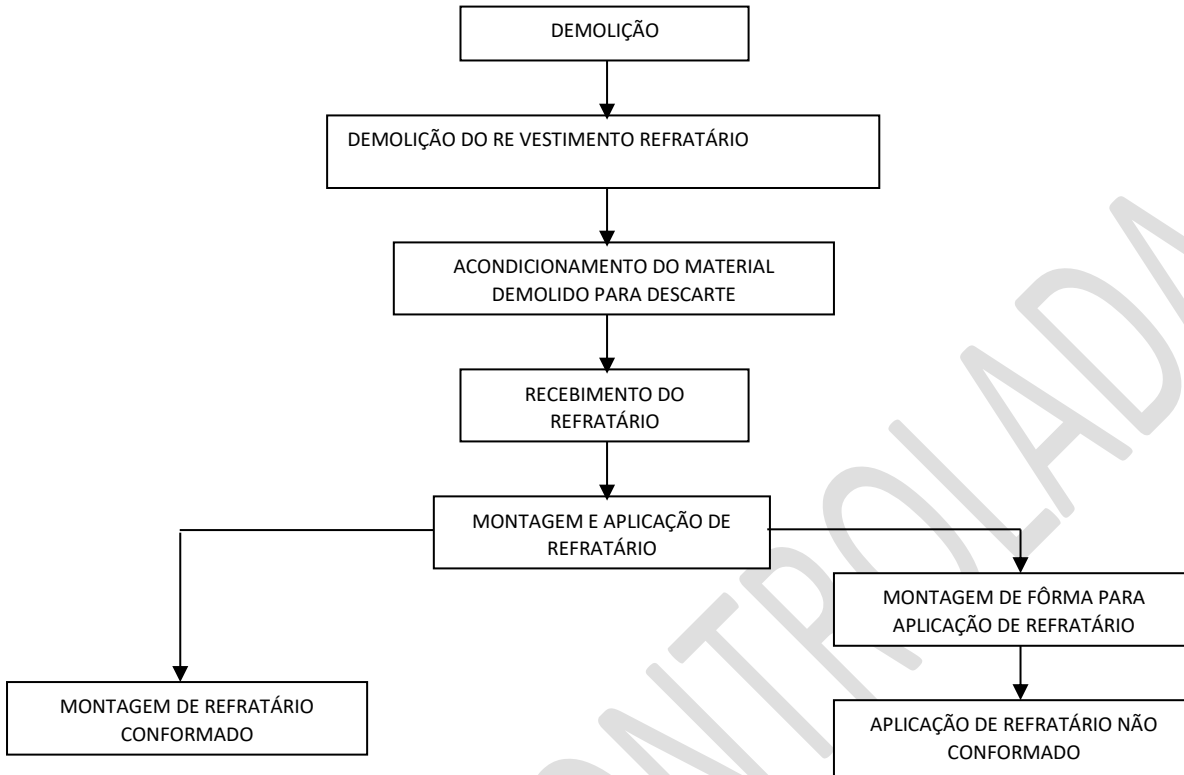 DEMOLIÇÃO
DEMOLIÇÃO DO RE VESTIMENTO REFRATÁRIO
ACONDICIONAMENTO DO MATERIAL
DEMOLIDO PARA DESCARTE
RECEBIMENTO DO
REFRATÁRIO
MONTAGEM E APLICAÇÃO DE
REFRATÁRIO
MONTAGEM DE FÔRMA PARA
APLICAÇÃO DE REFRATÁRIO
MONTAGEM DE REFRATÁRIO
CONFORMADO
APLICAÇÃO DE REFRATÁRIO NÃO
CONFORMADO
ONTROLADA